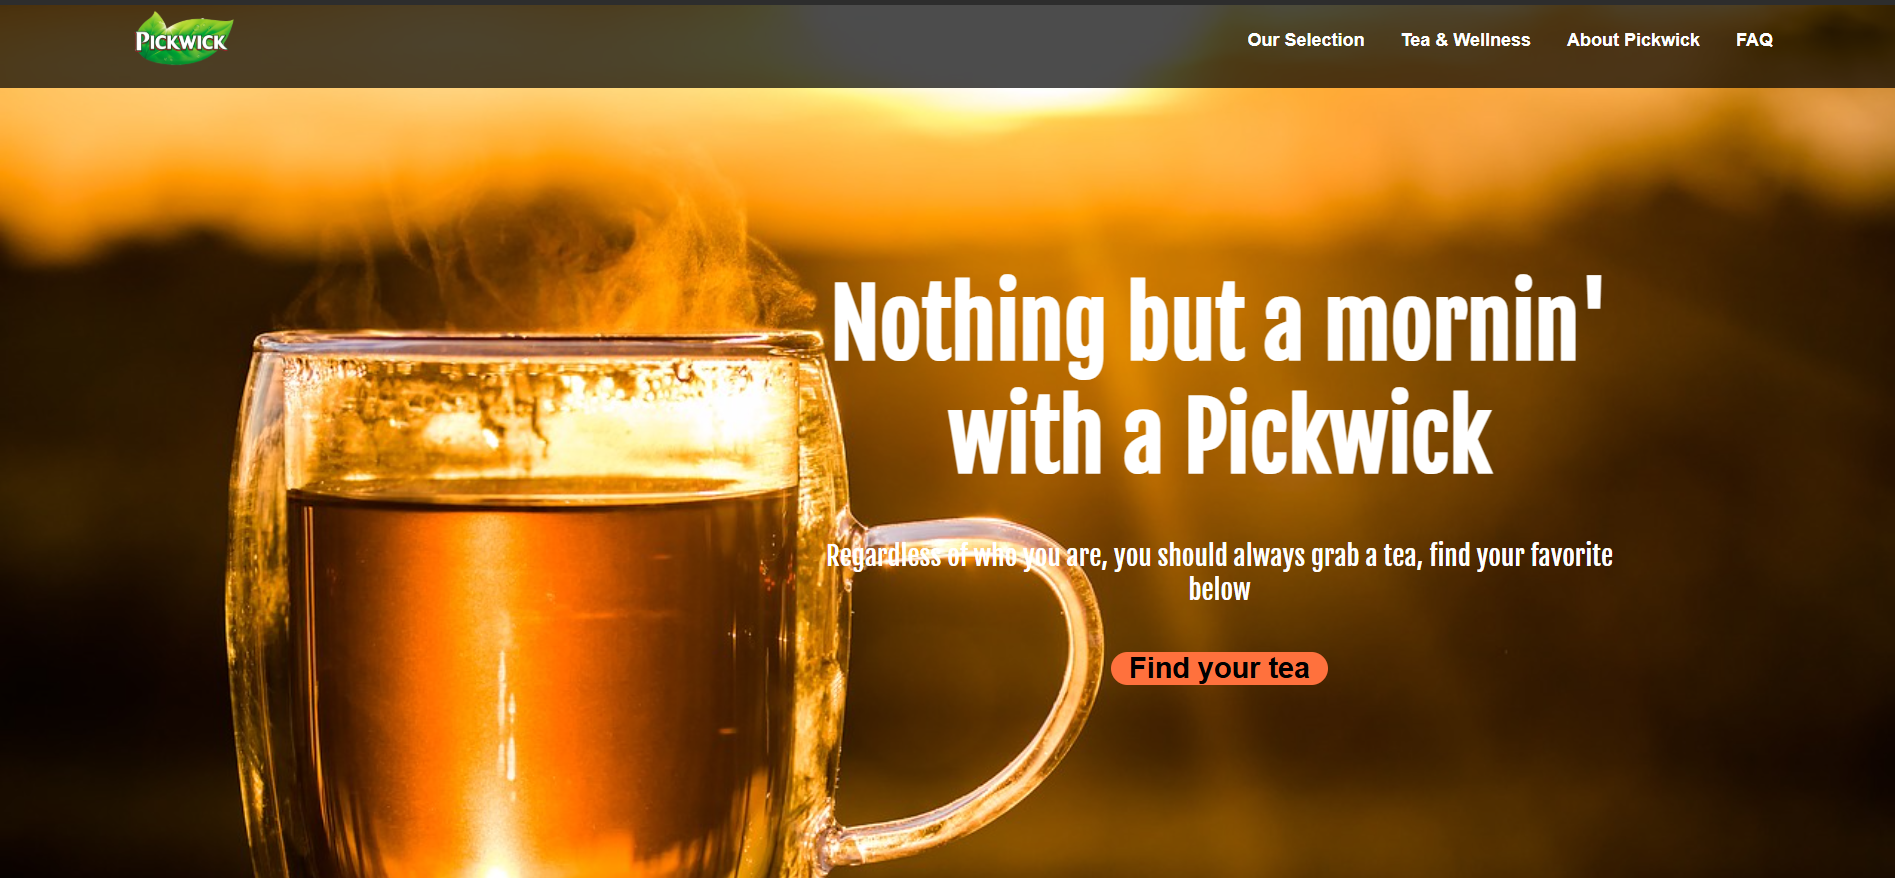 PICKWICK
Our Selection Tea & Wellness About Pickwick FAQ
Nothing but a mornin'
with a Pickwick
Regardless of who you are, you should always grab a tea, find your favorite
below
Find your tea